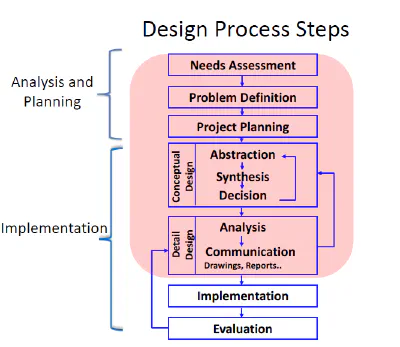 Design Process Steps
Analysis and
Planning
Needs Assessment
Problem Definition
Project Planning
Implementation
Conceptual
Design
Abstraction
Synthesis
Decision
Detail
Design
Analysis
Communication
Drawings, Reports..
Implementation
Evaluation